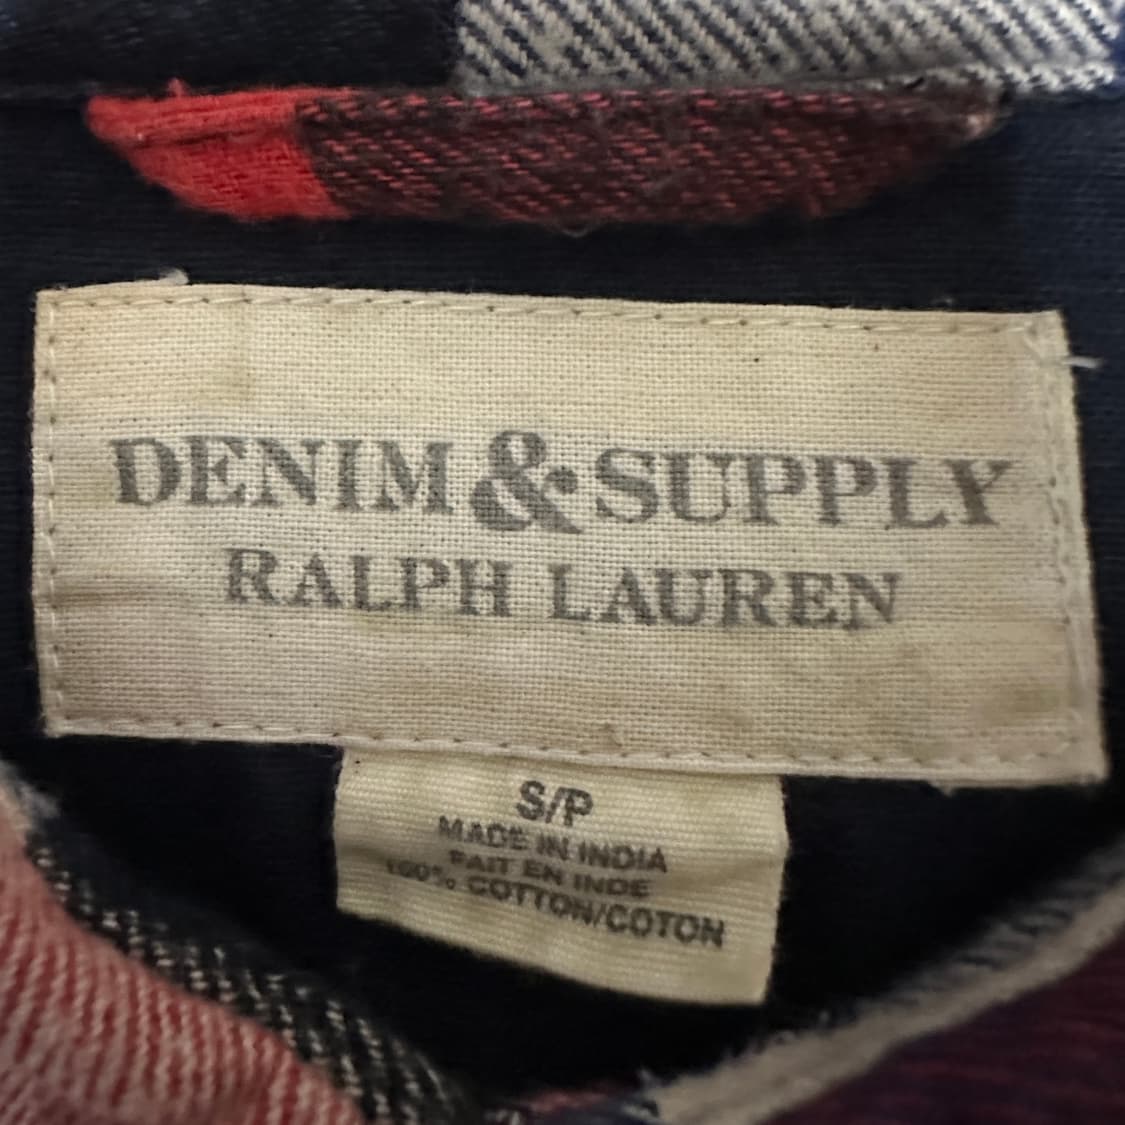 DENIM & SUPPLY
RALPH LAUREN
S/P
MADE IN INDIA
FAIT EN INDE
100% COTTON/COTON